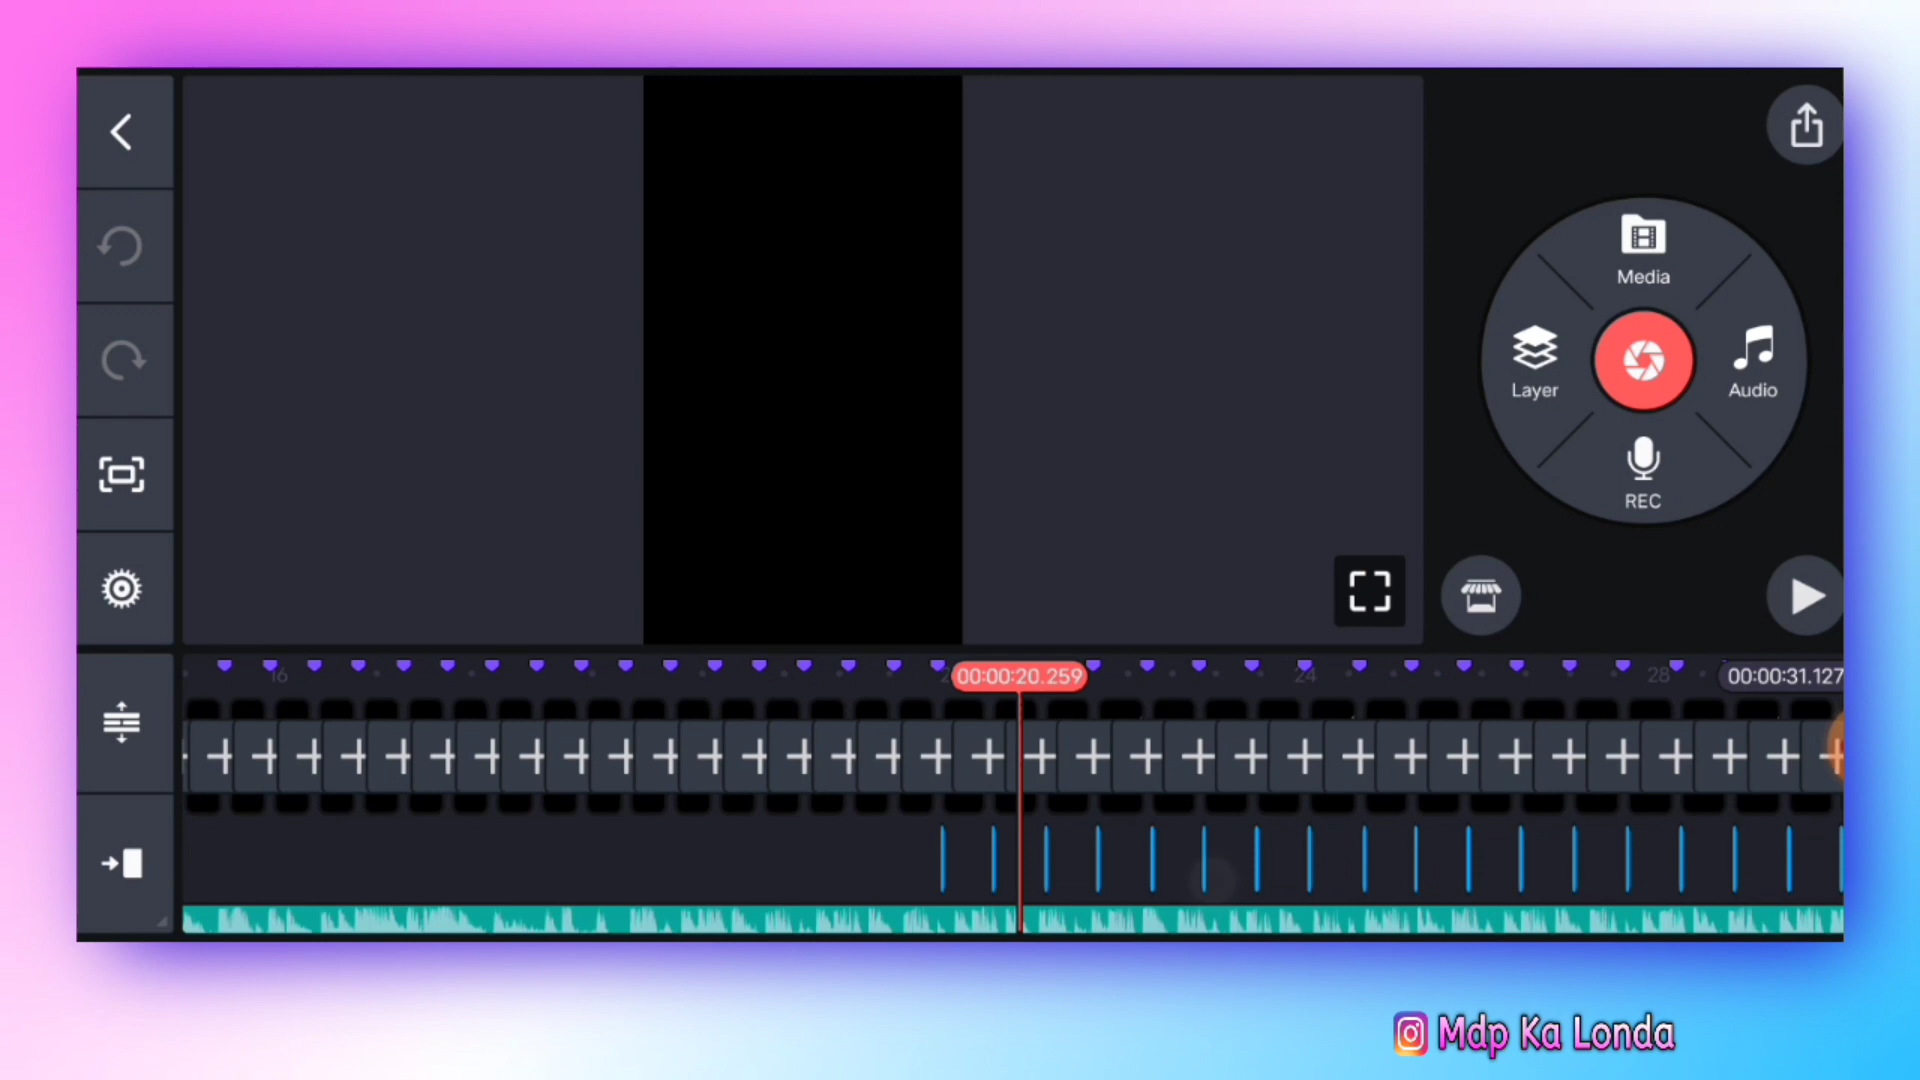 Media
Layer
Audio
REC
16
00:00:20.259
24
28
00:00:31.127
Mdp Ka Londa